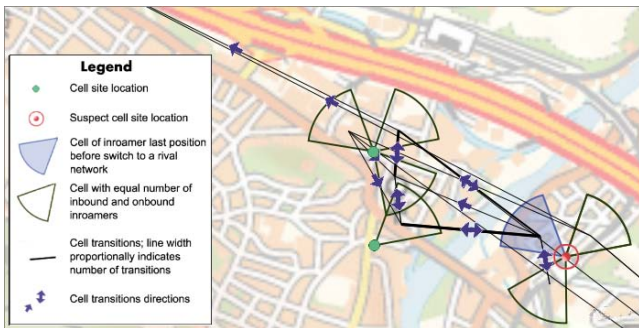 Legend
Cell site location
Suspect cell site location
Cell of inroamer last position
before switch to a rival
network
Cell with equal number of
inbound and onbound
inroamers
Cell transitions; line width
proportionally indicates
number of transitions
Cell transitions directions